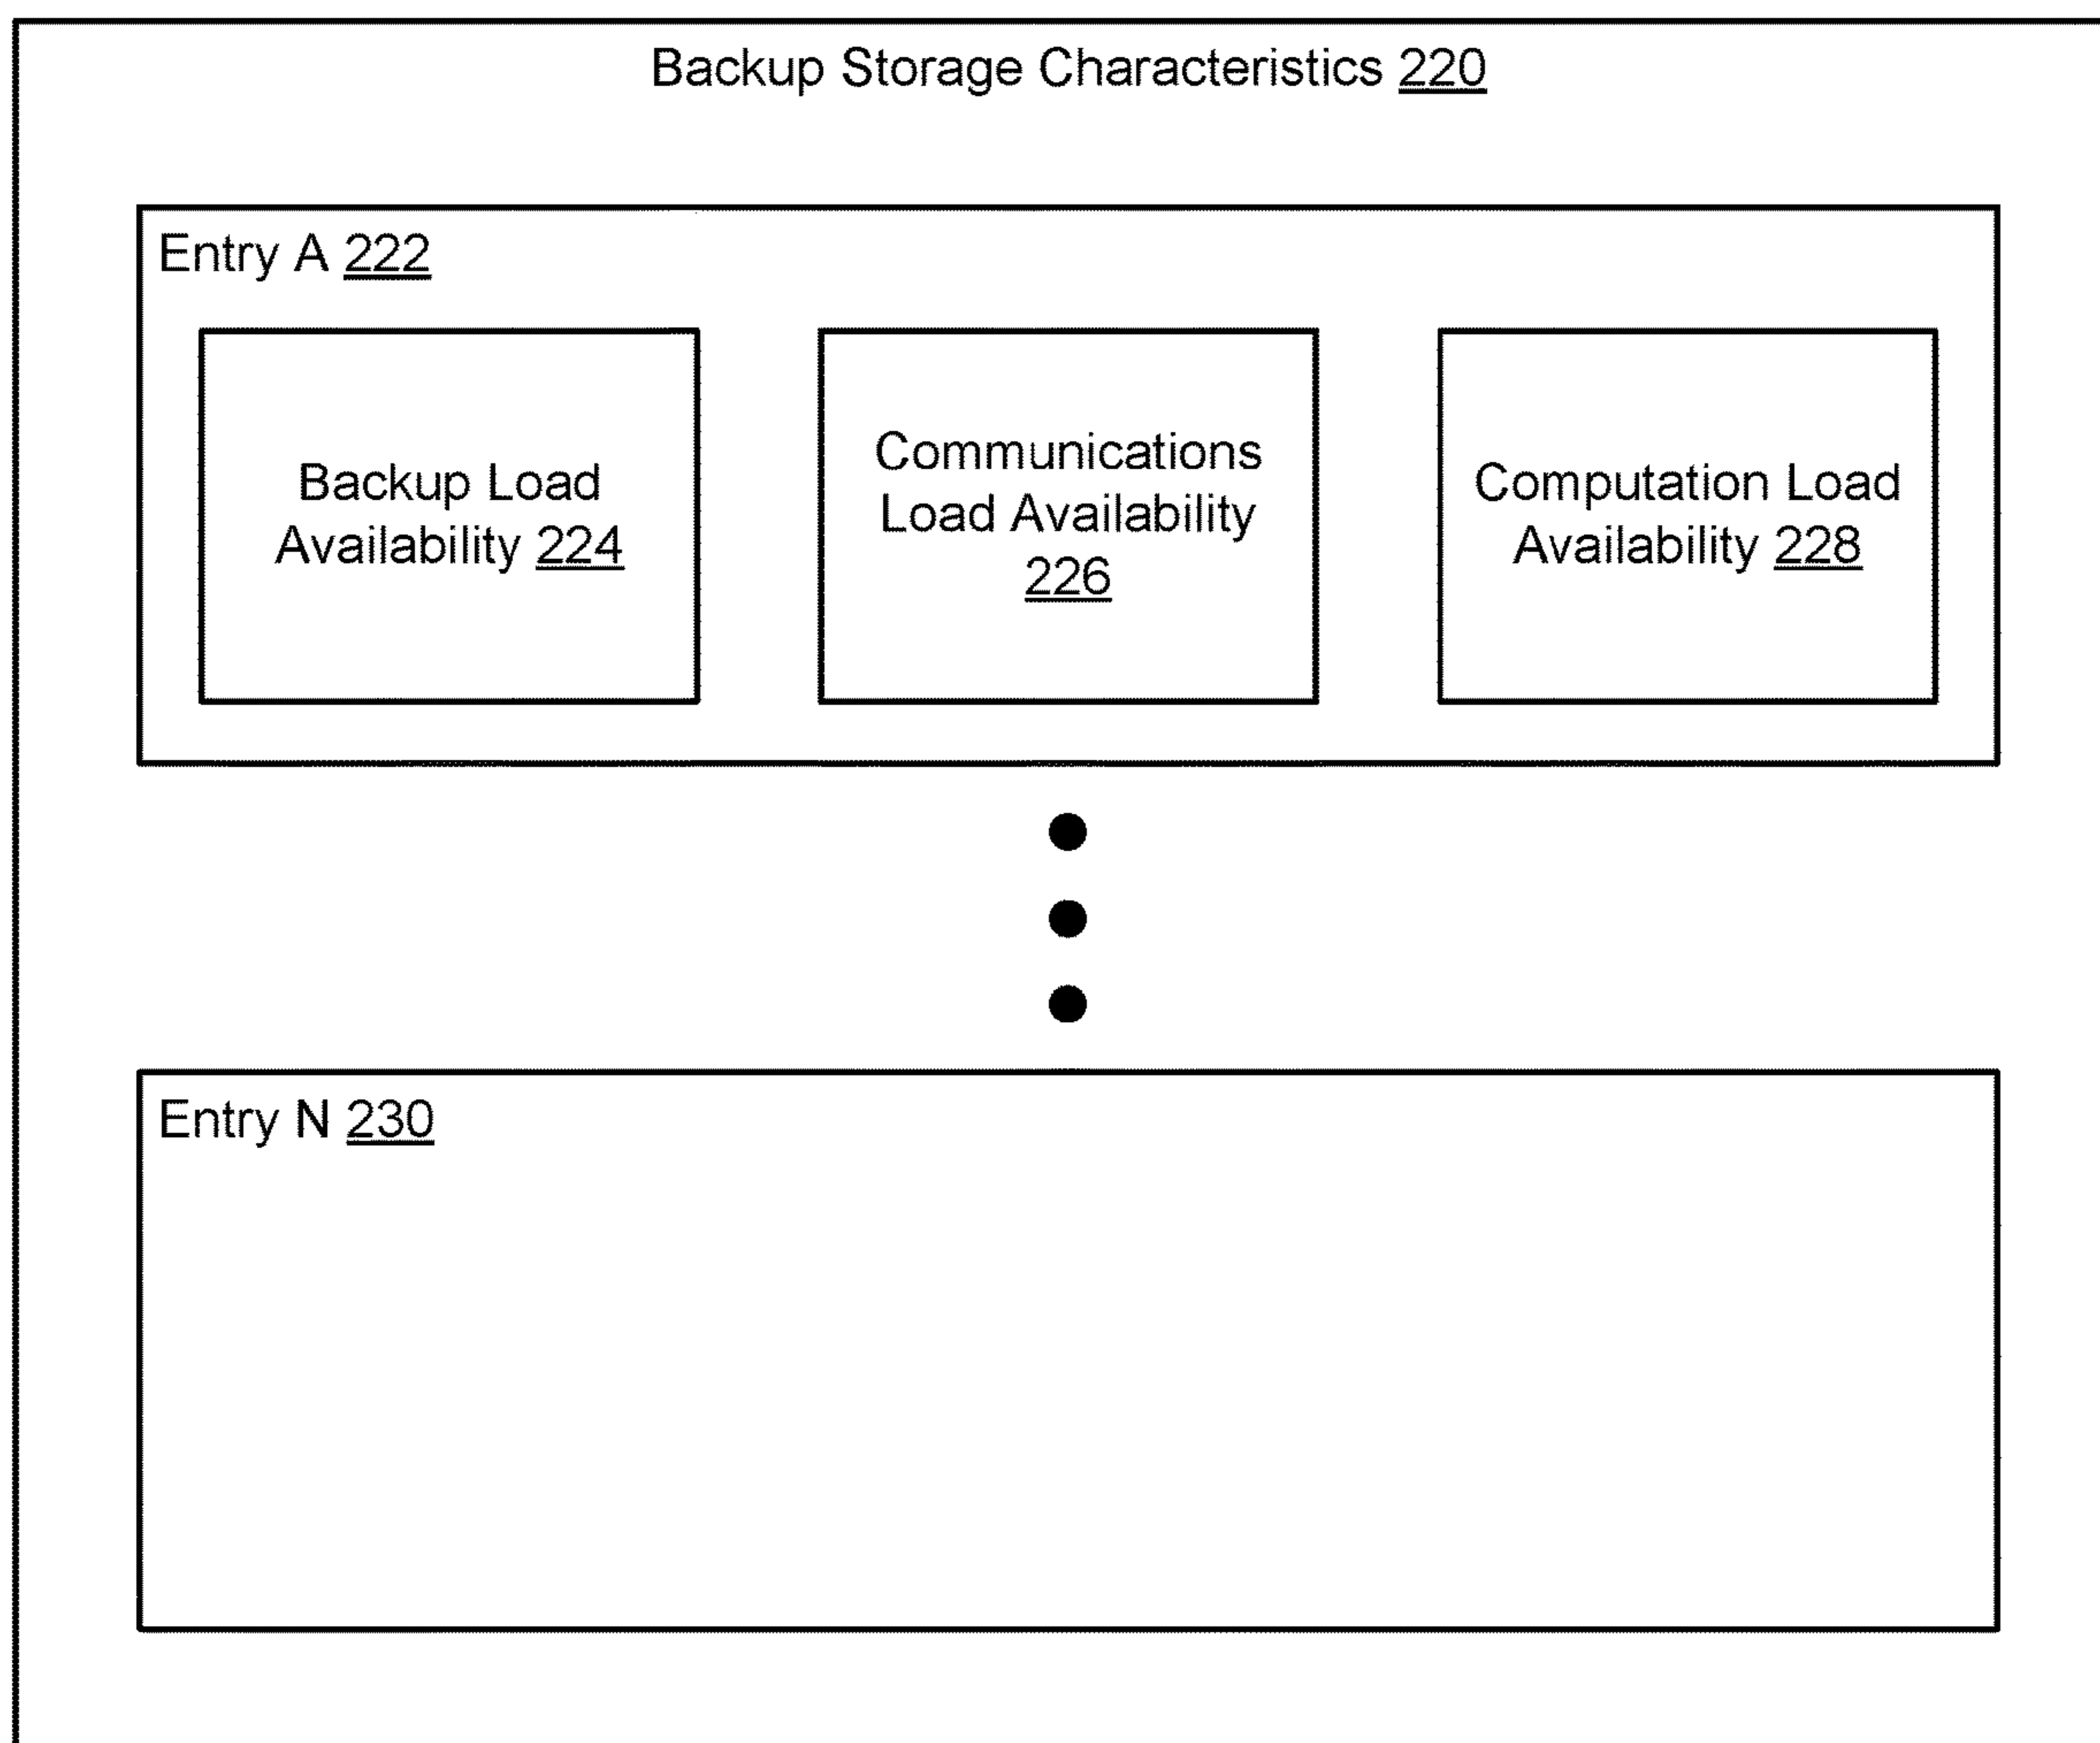 Backup Storage Characteristics 220
Entry A 222
Backup Load
Availability 224
Communications
Load Availability
226
Computation Load
Availability 228
Entry N 230